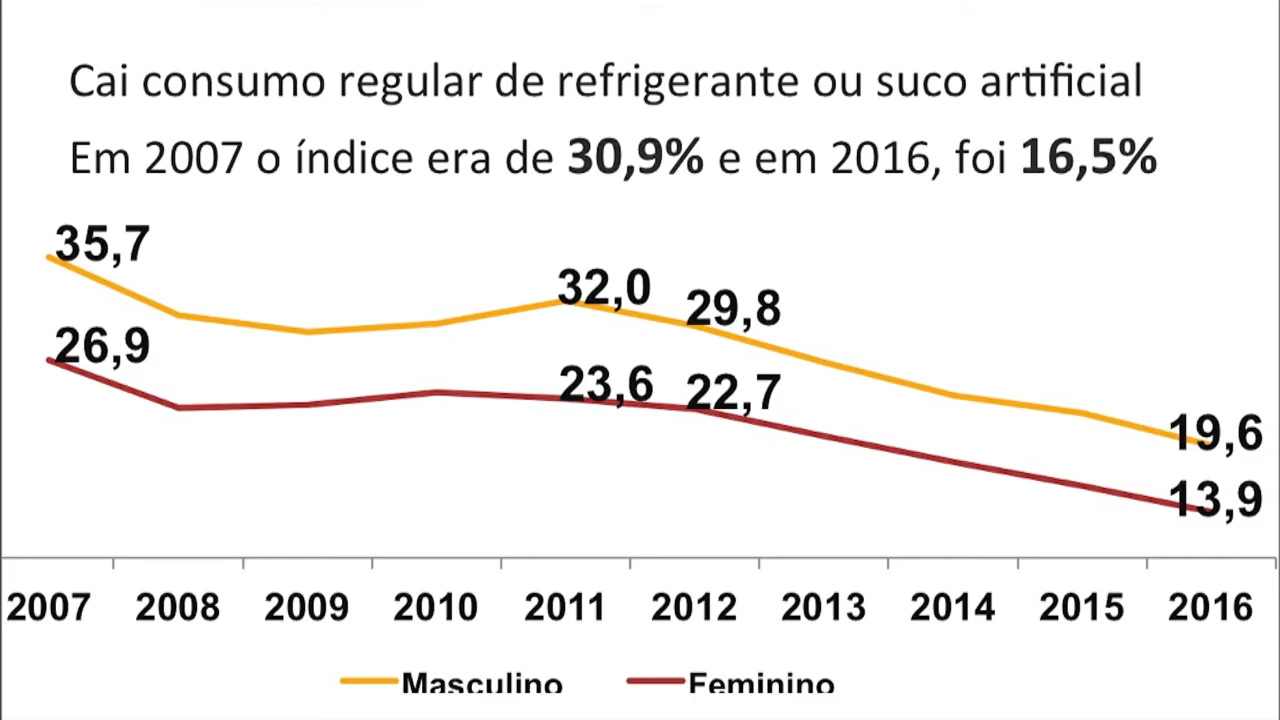 Cai consumo regular de refrigerante ou suco artificial
Em 2007 o índice era de 30,9% e em 2016, foi 16,5%
35,7
32,0
29,8
26,9
23,6
22,7
19,6
13,9
2007 2008 2009 2010 2011 2012 2013 2014 2015 2016
Masculino Feminino